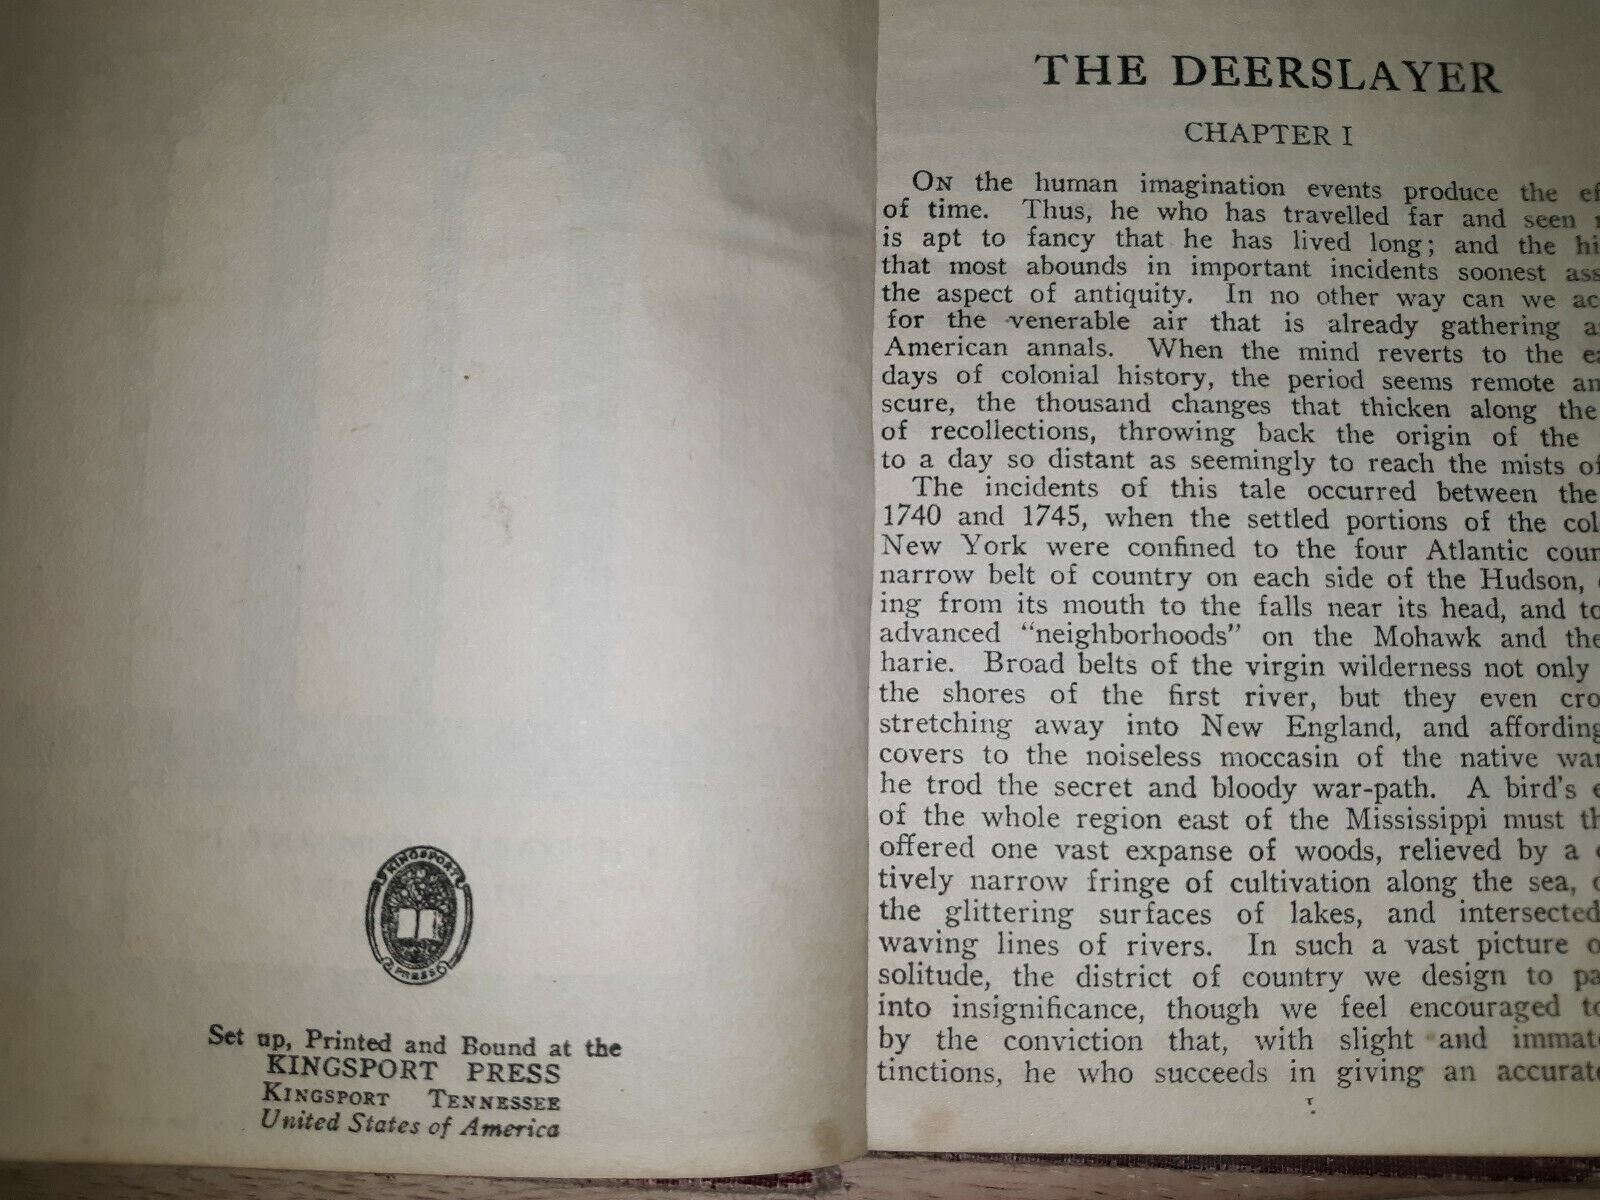 KINGSPORT
PRESS
Set up, Printed and Bound at the
KINGSPORT PRESS
KINGSPORT TENNESSEE
United States of America
THE DEERSLAYER
CHAPTER I
ON the human imagination events produce the
of time. Thus, he who has travelled far and seen
is apt to fancy that he has lived long; and the
that most abounds in important incidents soonest
the aspect of antiquity. In no other way can we
for the venerable air that is already gathering
American annals. When the mind reverts to the
days of colonial history, the period seems remote
scure, the thousand changes that thicken along the
of recollections, throwing back the origin of the
to a day so distant as seemingly to reach the mists of
The incidents of this tale occurred between the
1740 and 1745, when the settled portions of the
New York were confined to the four Atlantic
narrow belt of country on each side of the Hudson,
ing from its mouth to the falls near its head, and
advanced "neighborhoods" on the Mohawk and the
harie. Broad belts of the virgin wilderness not only
the shores of the first river, but they even
stretching away into New England, and affording
covers to the noiseless moccasin of the native
he trod the secret and bloody war-path. A bird's
of the whole region east of the Mississippi must
offered one vast expanse of woods, relieved by a
tively narrow fringe of cultivation along the sea,
the glittering surfaces of lakes, and intersected
waving lines of rivers. In such a vast picture
solitude, the district of country we design to
into insignificance, though we feel encouraged
by the conviction that, with slight and
tinctions, he who succeeds in giving an